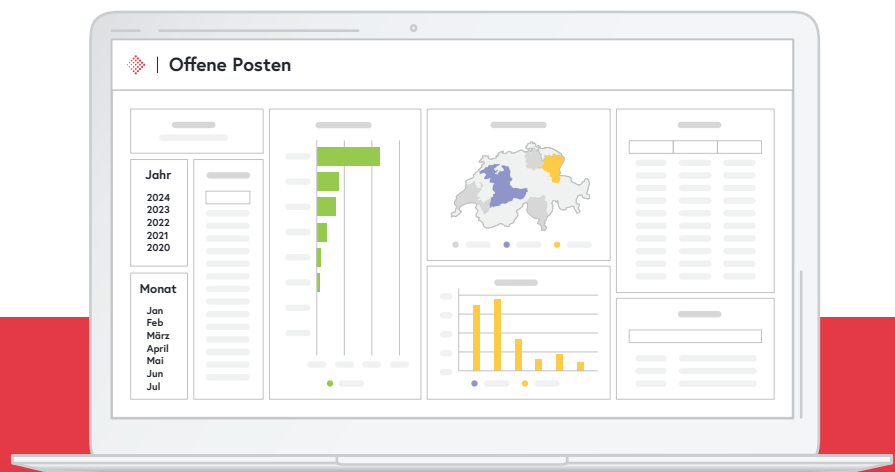 Offene Posten
Jahr
2024
2023
2022
2021
2020
Monat
Jan
Feb
März
April
Mai
Jun
Jul